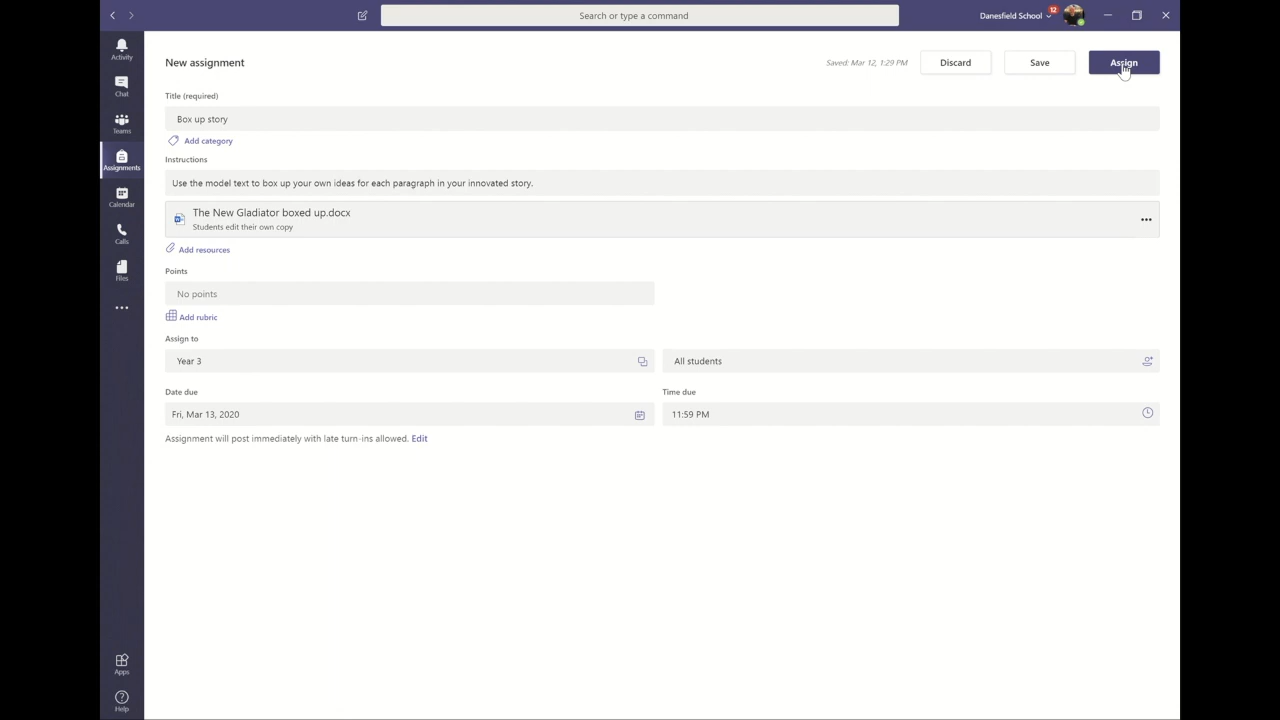 Search or type a command
Danesfield School
12
Activity
Chat
Teams
Assignments
Calendar
Calls
Files
Apps
Help
New assignment
Saved: Mar 12, 1:29 PM
Discard
Save
Assign
Title (required)
Box up story
Add category
Instructions
Use the model text to box up your own ideas for each paragraph in your innovated story.
The New Gladiator boxed up.docx
Students edit their own copy
Add resources
Points
No points
Add rubric
Assign to
Year 3
All students
Date due
Time due
Fri, Mar 13, 2020
11:59 PM
Assignment will post immediately with late turn-ins allowed. Edit